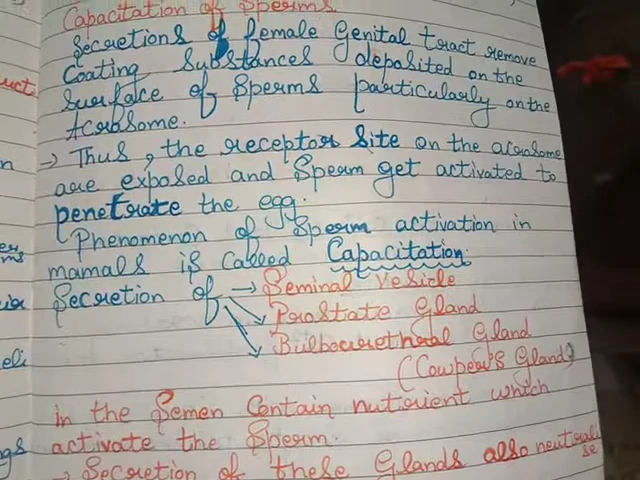 Capacitation of Sperms
Secretions of female Genital tract remove
Coating Substances deposited on the
Surface of Sperms particularly on the
Acrosome.
→ Thus, the receptor site on the acrosome
are exposed and Sperm get activated to
penetrate the egg.
Phenomenon of Sperm activation in
mamals is called Capacitation.
Secretion of → Seminal Vesicle
Prostate Gland
Bulbourethral Gland
(Cowper's Gland)
in the Semen Contain nutrient which
activate the Sperm.
→ Secretion of these Glands also neutrali
se